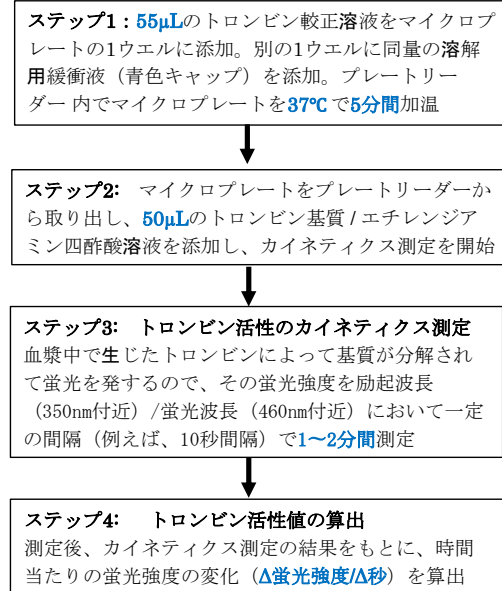 ステップ1：55μLのトロンビン較正溶液をマイクロプ
レートの1ウエルに添加。別の1ウエルに同量の溶解
用緩衝液（青色キャップ）を添加。プレートリー
ダー 内でマイクロプレートを37℃ で5分間加温
ステップ2: マイクロプレートをプレートリーダーか
ら取り出し、50μLのトロンビン基質 / エチレンジア
ミン四酢酸溶液を添加し、カイネティクス測定を開始
ステップ3: トロンビン活性のカイネティクス測定
血漿中で生じたトロンビンによって基質が分解され
て蛍光を発するので、その蛍光強度を励起波長
（350nm付近）/蛍光波長（460nm付近）において一定
の間隔（例えば、10秒間隔）で1～2分間測定
ステップ4: トロンビン活性値の算出
測定後、カイネティクス測定の結果をもとに、時間
当たりの蛍光強度の変化（Δ蛍光強度/Δ秒）を算出